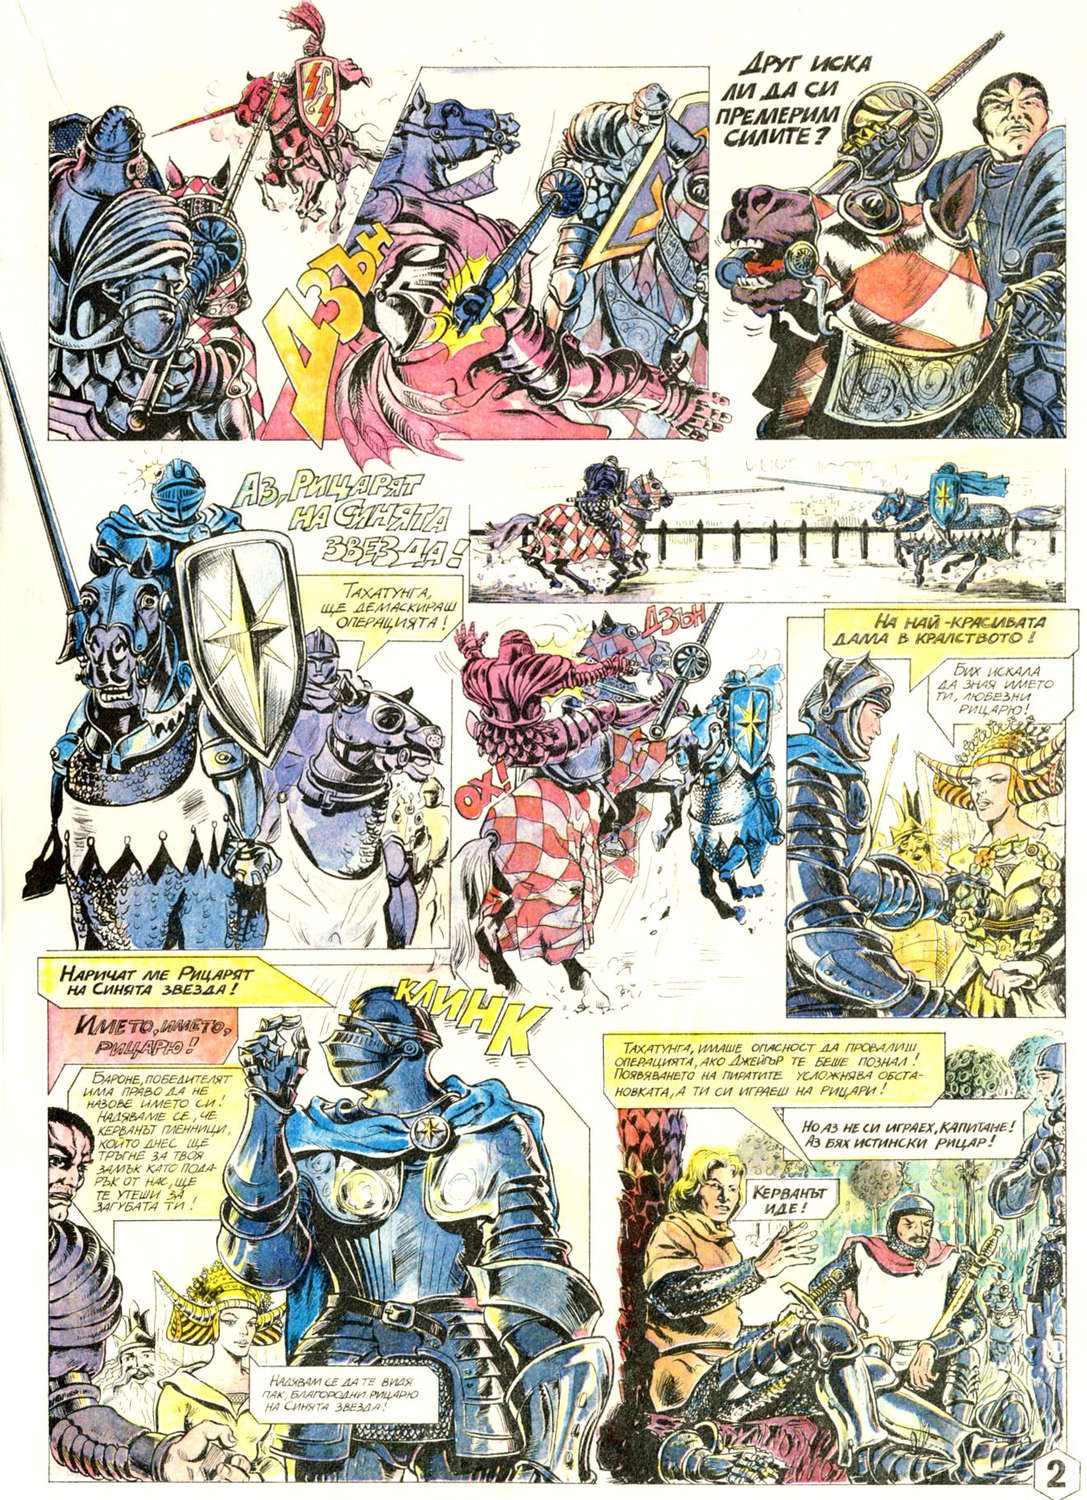 ДЗЪН
ДРУГ ИСКА
ЛИ ДА СИ
ПРЕМЕРИМ
СИЛИТЕ?
АЗ, РИЦАРЯТ
НА СИНЯТА
ЗВЕЗДА!
ТАХАТУНГА,
ЩЕ ДЕМАСКИРАШ
ОПЕРАЦИЯТА!
ДЗЪН
ОХ!
НА НАЙ-КРАСИВАТА
ДАМА В КРАЛСТВОТО!
БИХ ИСКАЛА
ДА ЗНАЯ ИМЕТО
ТИ, ЛЮБЕЗНИ
РИЦАРЮ!
НАРИЧАТ МЕ РИЦАРЯТ
НА СИНЯТА ЗВЕЗДА!
ИМЕТО, ИМЕТО,
РИЦАРЮ!
БАРОНЕ, ПОБЕДИТЕЛЯТ
ИМА ПРАВО ДА НЕ
НАЗОВЕ ИМЕТО СИ!
НАДЯВАМЕ СЕ, ЧЕ
КЕРВАНЪТ ПЛЕННИЦИ,
КОЙТО ДНЕС ЩЕ
ТРЪГНЕ ЗА ТВОЯ
ЗАМЪК КАТО ПОДА-
РЪК ОТ НАС, ЩЕ
ТЕ УТЕШИ ЗА
ЗАГУБАТА ТИ!
КЛИНК
НАДЯВАМ СЕ ДА ТЕ ВИДЯ
ПАК, БЛАГОРОДНИ РИЦАРЮ
НА СИНЯТА ЗВЕЗДА!
ТАХАТУНГА, ИМАШЕ ОПАСНОСТ ДА ПРОВАЛИШ
ОПЕРАЦИЯТА, АКО ДЖЕЙГЪР ТЕ БЕШЕ ПОЗНАЛ!
ПОЯВЯВАНЕТО НА ПИРАТИТЕ УСЛОЖНЯВА ОБСТА-
НОВКАТА, А ТИ СИ ИГРАЕШ НА РИЦАРИ!
НО АЗ НЕ СИ ИГРАЕХ, КАПИТАНЕ!
АЗ БЯХ ИСТИНСКИ РИЦАР!
КЕРВАНЪТ
ИДЕ!
2